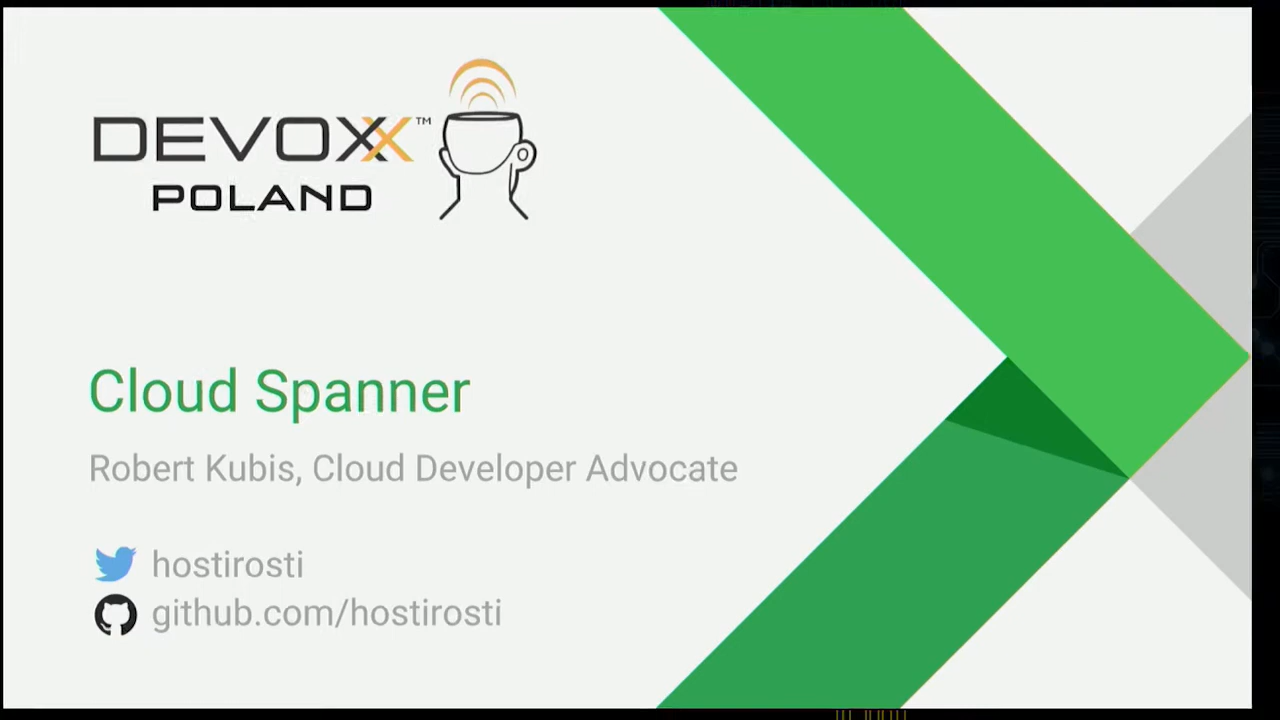 DEVOXX™
POLAND
Cloud Spanner
Robert Kubis, Cloud Developer Advocate
hostirosti
github.com/hostirosti